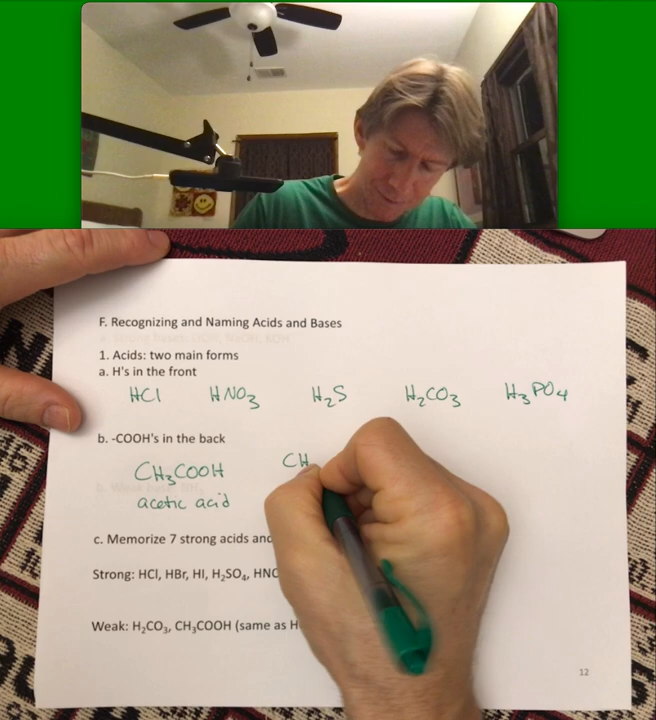 F. Recognizing and Naming Acids and Bases
1. Acids: two main forms
a. H's in the front
HCl HNO₃ H₂S H₂CO₃ H₃PO₄
b. -COOH's in the back
CH₃COOH CH
acetic acid
c. Memorize 7 strong acids and
Strong: HCl, HBr, HI, H₂SO₄,
Weak: H₂CO₃, CH₃COOH (same as H
12